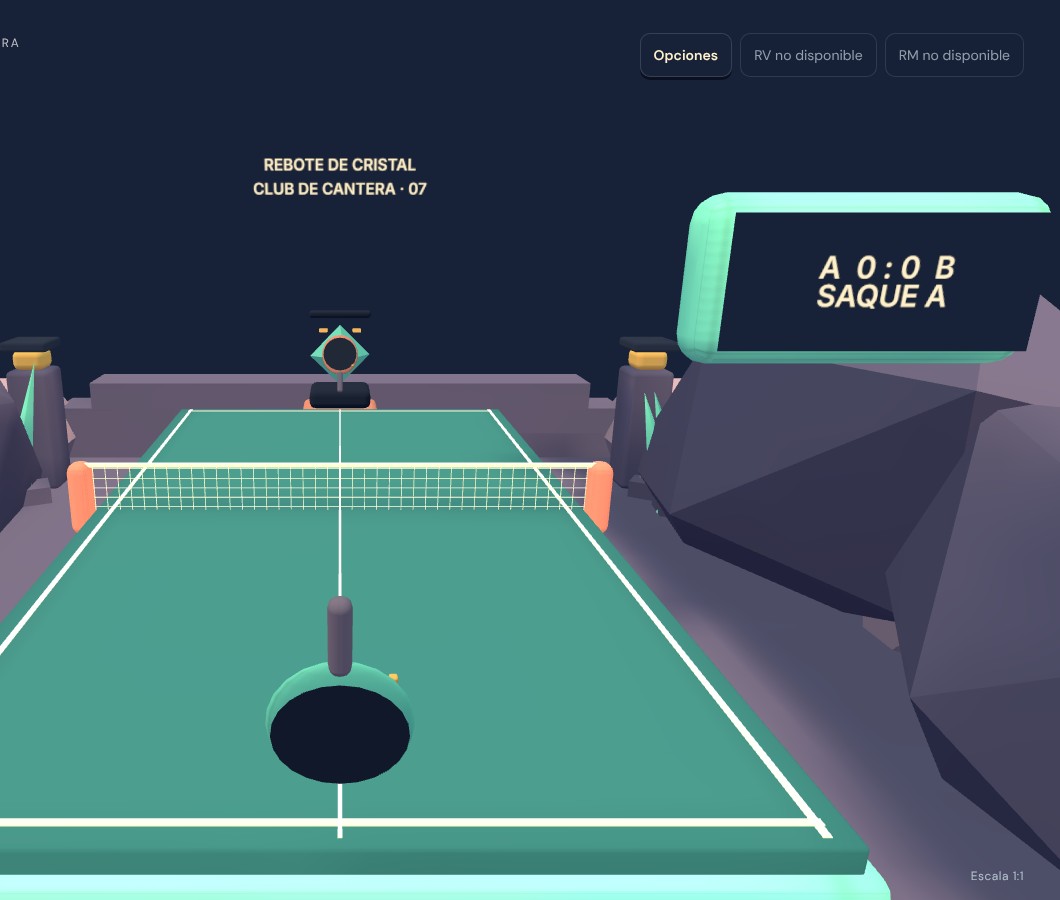 RA
Opciones
RV no disponible
RM no disponible
REBOTE DE CRISTAL
CLUB DE CANTERA · 07
A 0 : 0 B
SAQUE A
Escala 1:1